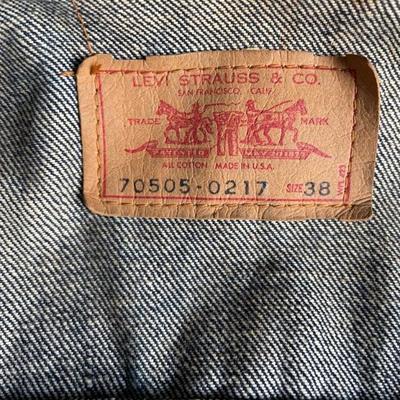 LEVI STRAUSS & CO.
SAN FRANCISCO, CALIF
TRADE MARK
ALL COTTON MADE IN U.S.A.
70505-0217 SIZE 38